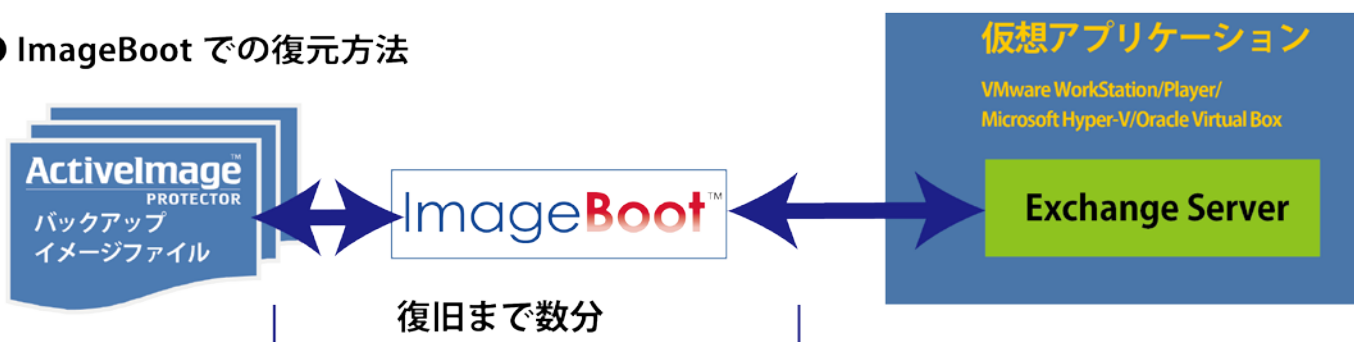 ● ImageBoot での復元方法
仮想アプリケーション
VMware WorkStation/Player/
Microsoft Hyper-V/Oracle Virtual Box
ActiveImage™
PROTECTOR
バックアップ
イメージファイル
ImageBoot™
Exchange Server
復旧まで数分